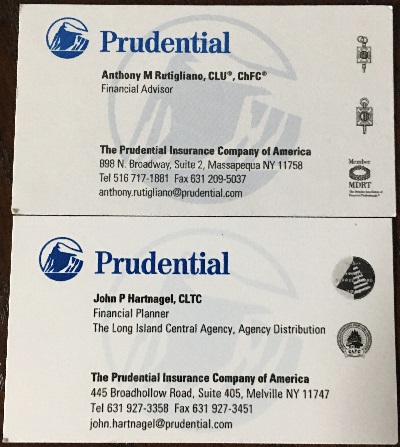 Prudential
Anthony M Rutigliano, CLU®, ChFC®
Financial Advisor
The Prudential Insurance Company of America
898 N. Broadway, Suite 2, Massapequa NY 11758
Tel 516 717-1881 Fax 631 209-5037
anthony.rutigliano@prudential.com
Member
MDRT
Prudential
John P Hartnagel, CLTC
Financial Planner
The Long Island Central Agency, Agency Distribution
The Prudential Insurance Company of America
445 Broadhollow Road, Suite 405, Melville NY 11747
Tel 631 927-3358 Fax 631 927-3451
john.hartnagel@prudential.com